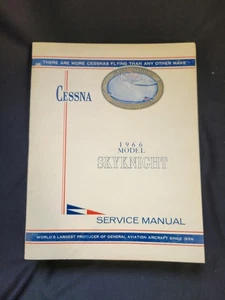 THERE ARE MORE CESSNAS FLYING THAN ANY OTHER MAKE
CESSNA
1966
MODEL
SKYKNIGHT
SERVICE MANUAL
WORLD'S LARGEST PRODUCER OF GENERAL AVIATION AIRCRAFT SINCE 1956